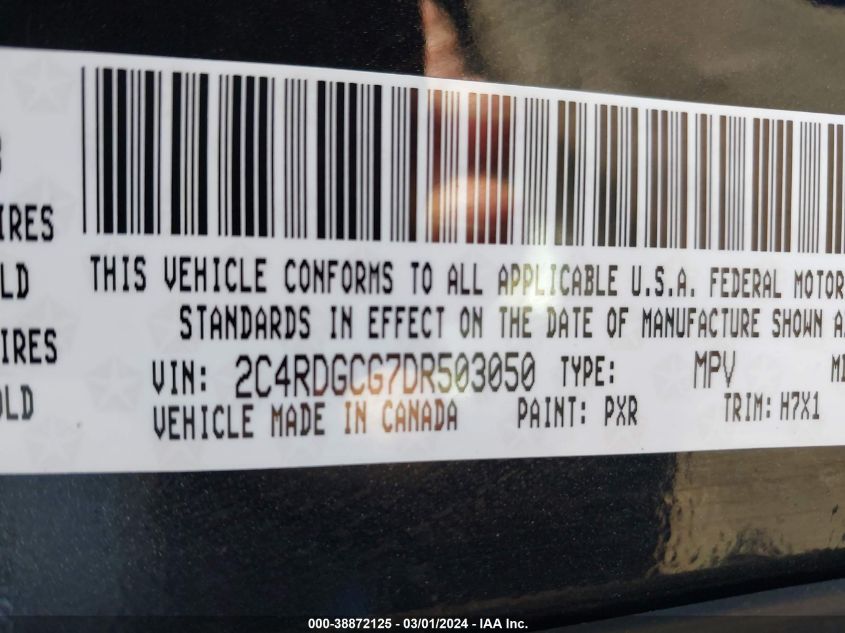 IRES
LD
IRES
OLD
THIS VEHICLE CONFORMS TO ALL APPLICABLE U.S.A. FEDERAL MOTOR
STANDARDS IN EFFECT ON THE DATE OF MANUFACTURE SHOWN
VIN: 2C4RDGCG7DR503050 TYPE: MPV
VEHICLE MADE IN CANADA PAINT: PXR TRIM: H7X1
000-38872125 - 03/01/2024 - IAA Inc.